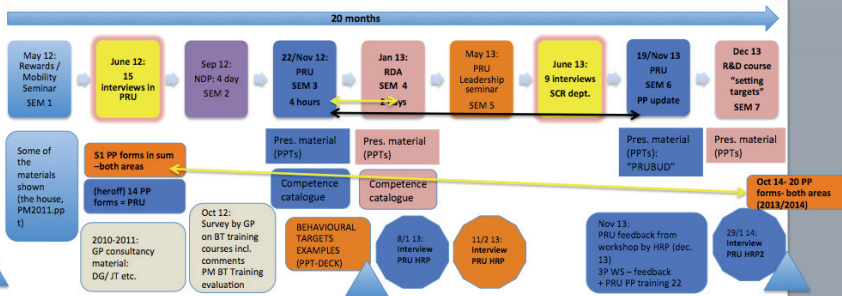 20 months
May 12:
Rewards /
Mobility
Seminar
SEM 1
June 12:
15
interviews in
PRU
Sep 12:
NDP: 4 day
SEM 2
22/Nov 12:
PRU
SEM 3
4 hours
Jan 13:
RDA
SEM 4
2 days
May 13:
PRU
Leadership
seminar
SEM 5
June 13:
9 interviews
SCR dept.
19/Nov 13
PRU
SEM 6
PP update
Dec 13
R&D course
"setting
targets"
SEM 7
Some of
the
materials
shown
(the house,
PM2011.pp
t)
51 PP forms in sum
–both areas
(heroff) 14 PP
forms = PRU
2010-2011:
GP consultancy
material:
DG/ JT etc.
Oct 12:
Survey by GP
on BT training
courses incl.
comments
PM BT Training
evaluation
Pres. material
(PPTs)
Competence
catalogue
Pres. material
(PPTs)
Competence
catalogue
BEHAVIOURAL
TARGETS
EXAMPLES
(PPT-DECK)
8/1 13:
Interview
PRU HRP
11/2 13:
Interview
PRU HRP
Pres. material
(PPTs):
"PRUBUD"
Pres. material
(PPTs)
Oct 14- 20 PP
forms- both areas
(2013/2014)
Nov 13:
PRU feedback from
workshop by HRP (dec.
13)
3P WS – feedback
+ PRU PP training 22
29/1 14:
Interview
PRU HRP2